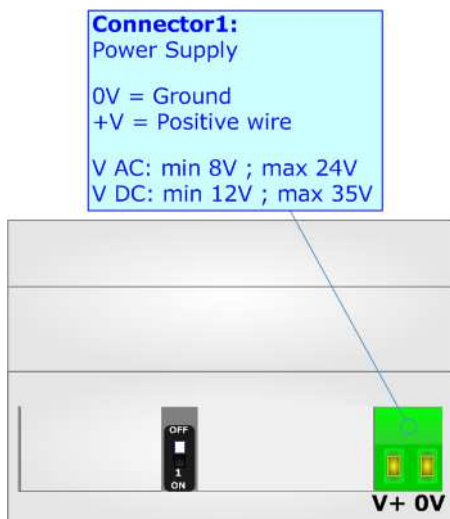 Connector1:
Power Supply
0V = Ground
+V = Positive wire
V AC: min 8V ; max 24V
V DC: min 12V ; max 35V
OFF
1
ON
V+ 0V